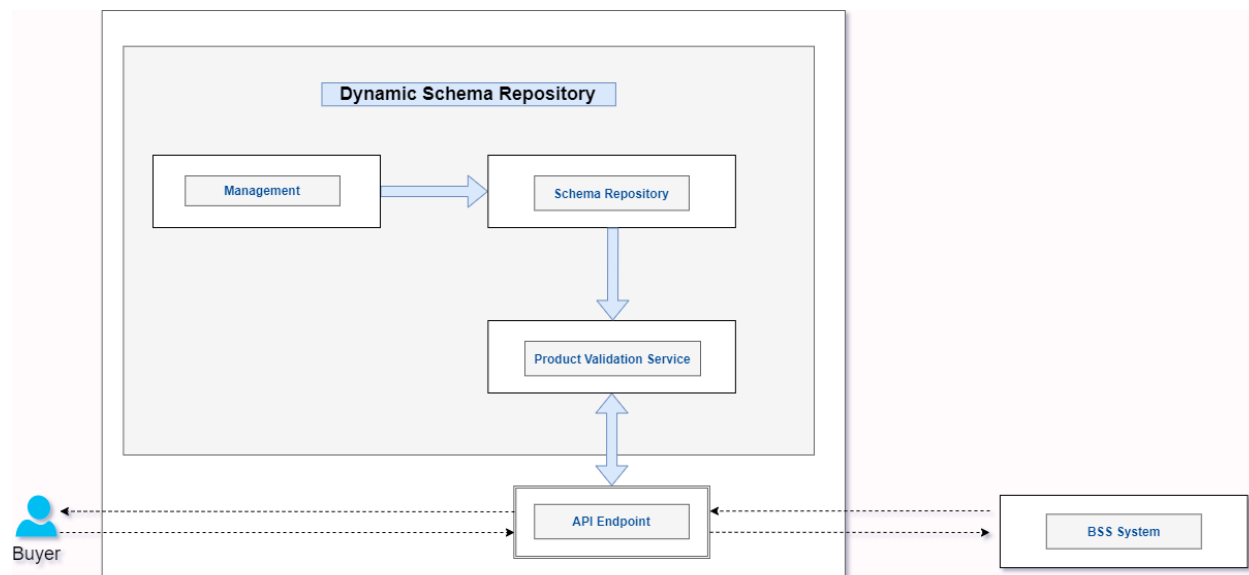 Dynamic Schema Repository
Management
Schema Repository
Product Validation Service
API Endpoint
BSS System
Buyer